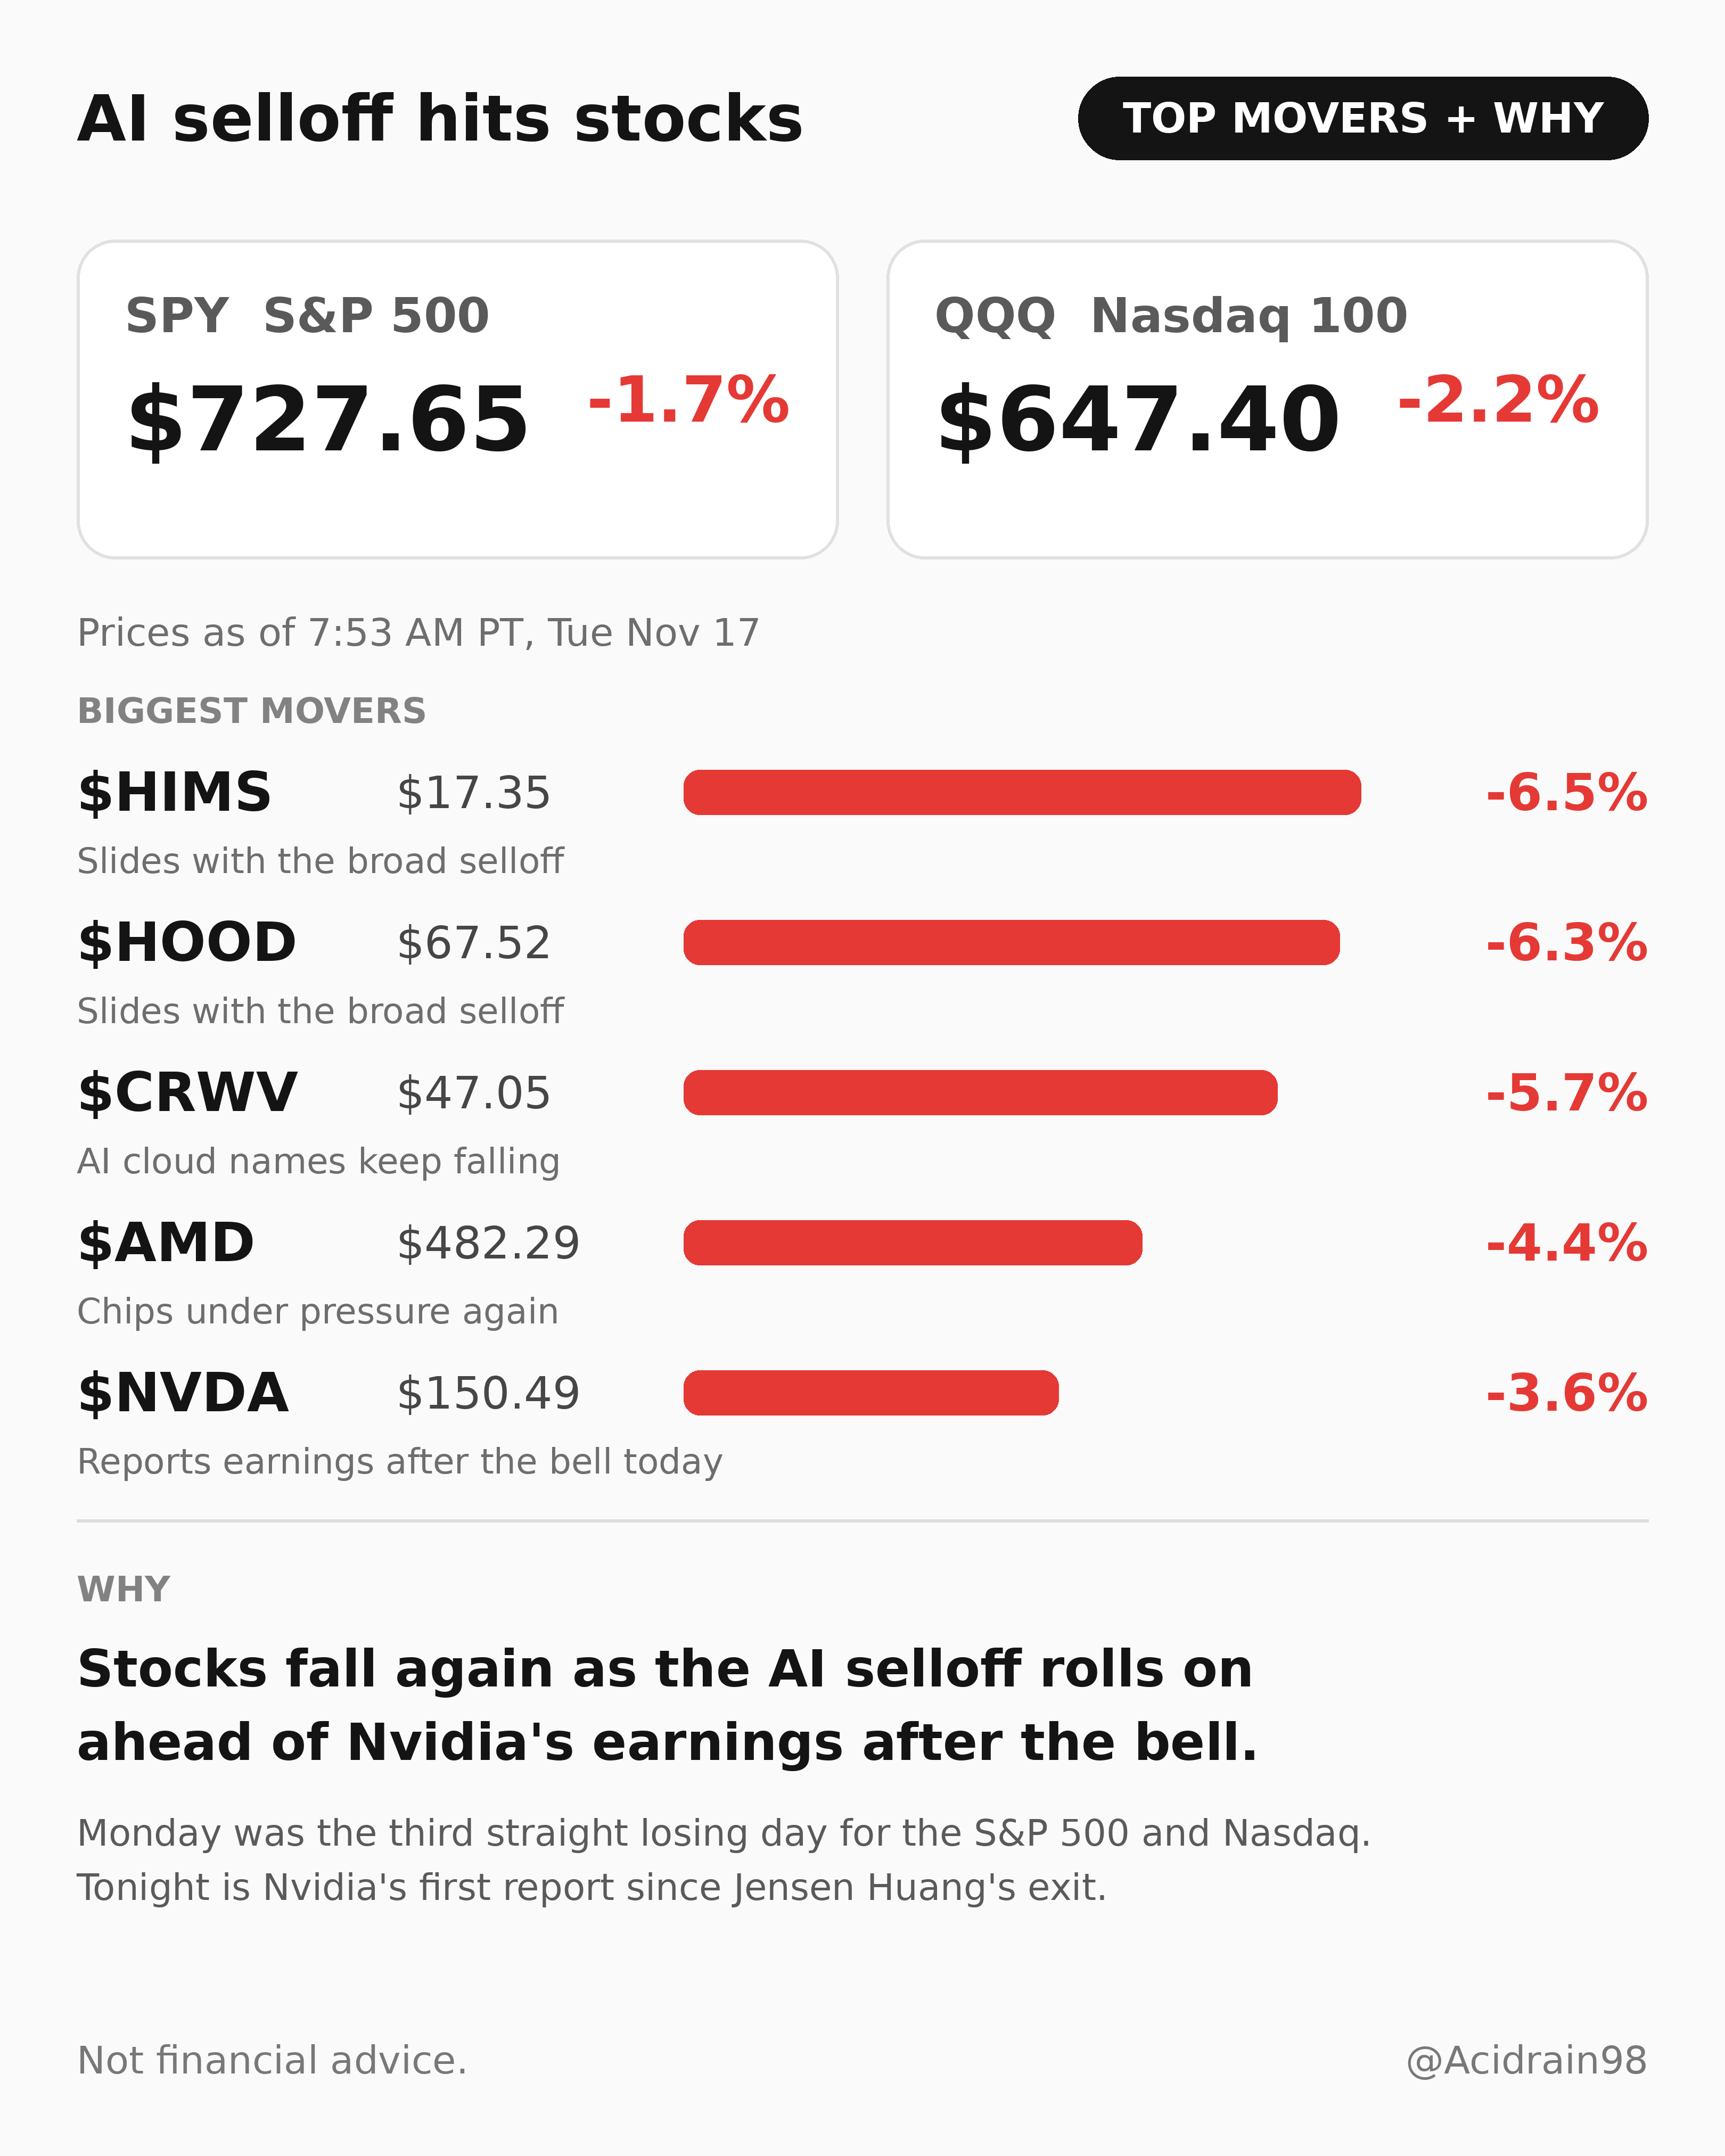 AI selloff hits stocks
TOP MOVERS + WHY
SPY S&P 500
$727.65 -1.7%
QQQ Nasdaq 100
$647.40 -2.2%
Prices as of 7:53 AM PT, Tue Nov 17
BIGGEST MOVERS
$HIMS $17.35 -6.5%
Slides with the broad selloff
$HOOD $67.52 -6.3%
Slides with the broad selloff
$CRWV $47.05 -5.7%
AI cloud names keep falling
$AMD $482.29 -4.4%
Chips under pressure again
$NVDA $150.49 -3.6%
Reports earnings after the bell today
WHY
Stocks fall again as the AI selloff rolls on
ahead of Nvidia's earnings after the bell.
Monday was the third straight losing day for the S&P 500 and Nasdaq.
Tonight is Nvidia's first report since Jensen Huang's exit.
Not financial advice.
@Acidrain98